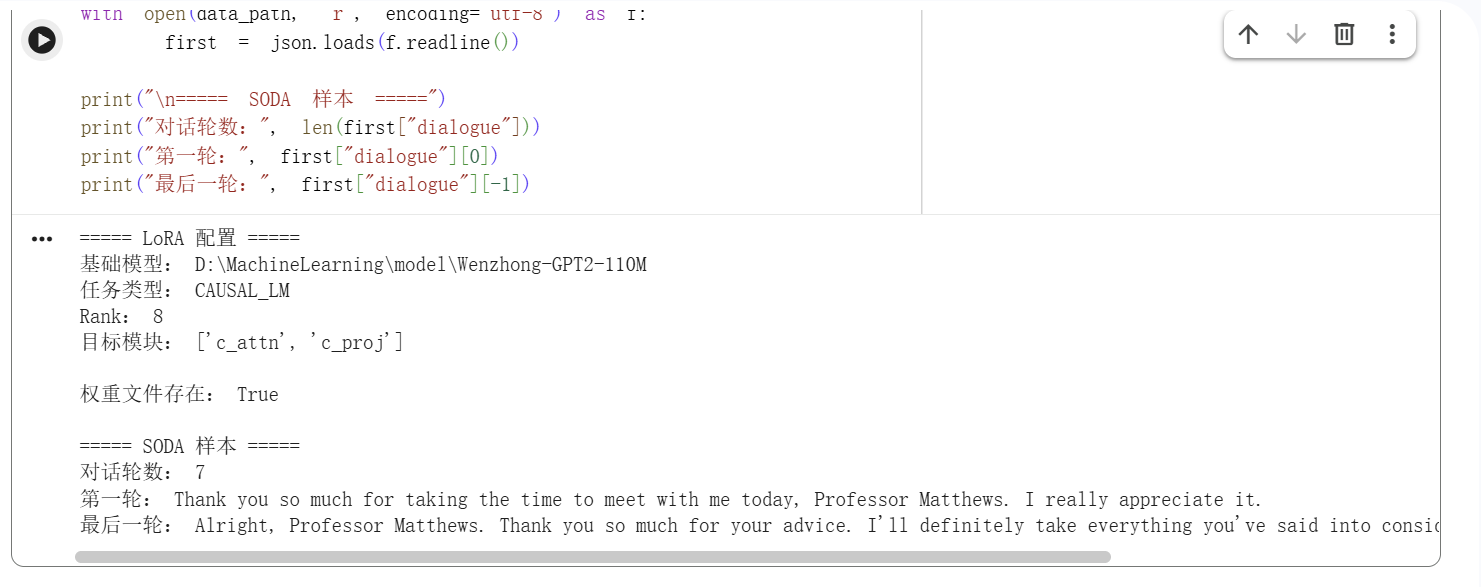 with open(data_path, "r", encoding="utf-8") as f:
first = json.loads(f.readline())
print("\n===== SODA 样本 =====")
print("对话轮数：", len(first["dialogue"]))
print("第一轮：", first["dialogue"][0])
print("最后一轮：", first["dialogue"][-1])
===== LoRA 配置 =====
基础模型： D:\MachineLearning\model\Wenzhong-GPT2-110M
任务类型： CAUSAL_LM
Rank： 8
目标模块： ['c_attn', 'c_proj']
权重文件存在： True
===== SODA 样本 =====
对话轮数： 7
第一轮： Thank you so much for taking the time to meet with me today, Professor Matthews. I really appreciate it.
最后一轮： Alright, Professor Matthews. Thank you so much for your advice. I'll definitely take everything you've said into